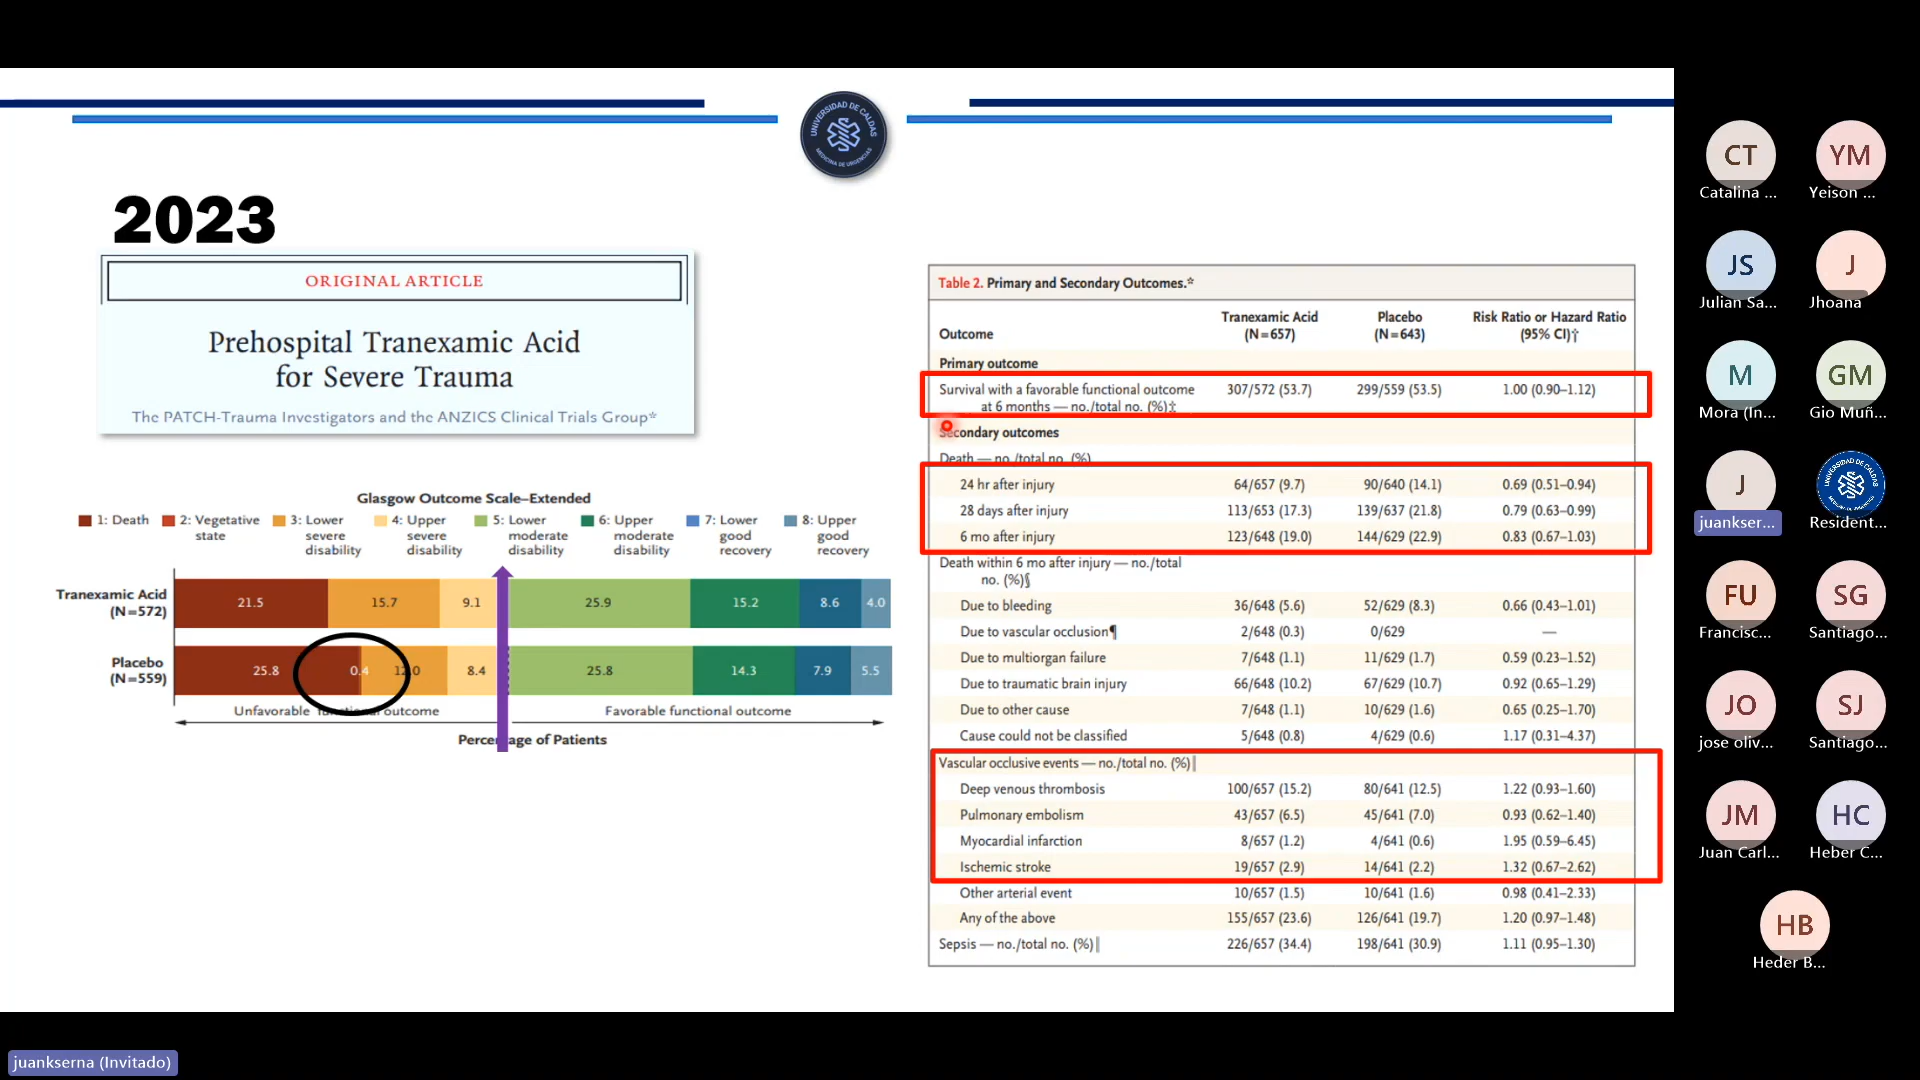 UNIVERSIDAD DE CALDAS
MEDICINA DE URGENCIAS
2023
ORIGINAL ARTICLE
Prehospital Tranexamic Acid
for Severe Trauma
The PATCH-Trauma Investigators and the ANZICS Clinical Trials Group*
Glasgow Outcome Scale–Extended
1: Death
2: Vegetative state
3: Lower severe disability
4: Upper severe disability
5: Lower moderate disability
6: Upper moderate disability
7: Lower good recovery
8: Upper good recovery
Tranexamic Acid (N=572) 21.5 15.7 9.1 25.9 15.2 8.6 4.0
Placebo (N=559) 25.8 0.4 12.0 8.4 25.8 14.3 7.9 5.5
Unfavorable functional outcome Favorable functional outcome
Percentage of Patients
Table 2. Primary and Secondary Outcomes.*
Outcome Tranexamic Acid (N=657) Placebo (N=643) Risk Ratio or Hazard Ratio (95% CI)†
Primary outcome
Survival with a favorable functional outcome at 6 months — no./total no. (%)‡ 307/572 (53.7) 299/559 (53.5) 1.00 (0.90–1.12)
Secondary outcomes
Death — no./total no. (%)
24 hr after injury 64/657 (9.7) 90/640 (14.1) 0.69 (0.51–0.94)
28 days after injury 113/653 (17.3) 139/637 (21.8) 0.79 (0.63–0.99)
6 mo after injury 123/648 (19.0) 144/629 (22.9) 0.83 (0.67–1.03)
Death within 6 mo after injury — no./total no. (%)§
Due to bleeding 36/648 (5.6) 52/629 (8.3) 0.66 (0.43–1.01)
Due to vascular occlusion¶ 2/648 (0.3) 0/629 —
Due to multiorgan failure 7/648 (1.1) 11/629 (1.7) 0.59 (0.23–1.52)
Due to traumatic brain injury 66/648 (10.2) 67/629 (10.7) 0.92 (0.65–1.29)
Due to other cause 7/648 (1.1) 10/629 (1.6) 0.65 (0.25–1.70)
Cause could not be classified 5/648 (0.8) 4/629 (0.6) 1.17 (0.31–4.37)
Vascular occlusive events — no./total no. (%)‖
Deep venous thrombosis 100/657 (15.2) 80/641 (12.5) 1.22 (0.93–1.60)
Pulmonary embolism 43/657 (6.5) 45/641 (7.0) 0.93 (0.62–1.40)
Myocardial infarction 8/657 (1.2) 4/641 (0.6) 1.95 (0.59–6.45)
Ischemic stroke 19/657 (2.9) 14/641 (2.2) 1.32 (0.67–2.62)
Other arterial event 10/657 (1.5) 10/641 (1.6) 0.98 (0.41–2.33)
Any of the above 155/657 (23.6) 126/641 (19.7) 1.20 (0.97–1.48)
Sepsis — no./total no. (%)‖ 226/657 (34.4) 198/641 (30.9) 1.11 (0.95–1.30)
CT YM
Catalina ... Yeison ...
JS J
Julian Sa... Jhoana
M GM
Mora (In... Gio Muñ...
J
juankser... Resident...
FU SG
Francisc... Santiago...
JO SJ
jose oliv... Santiago...
JM HC
Juan Carl... Heber C...
HB
Heder B...
juankserna (Invitado)